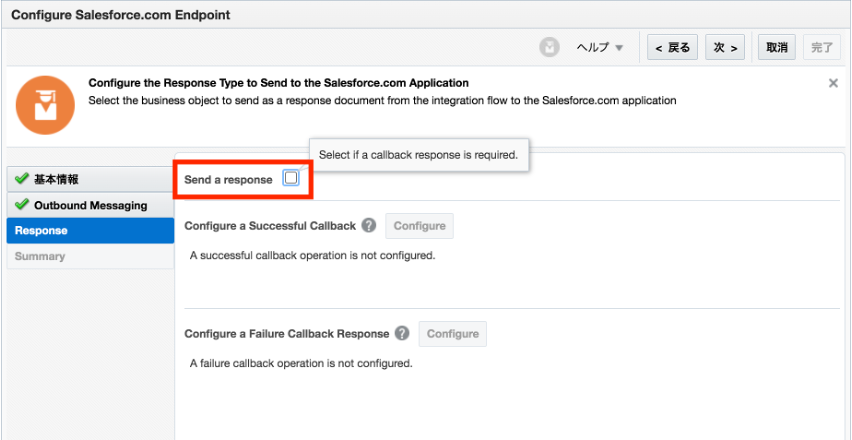 Configure Salesforce.com Endpoint
ヘルプ ▼
< 戻る
次 >
取消
完了
Configure the Response Type to Send to the Salesforce.com Application
Select the business object to send as a response document from the integration flow to the Salesforce.com application
Select if a callback response is required.
基本情報
Outbound Messaging
Response
Summary
Send a response
Configure a Successful Callback ? Configure
A successful callback operation is not configured.
Configure a Failure Callback Response ? Configure
A failure callback operation is not configured.